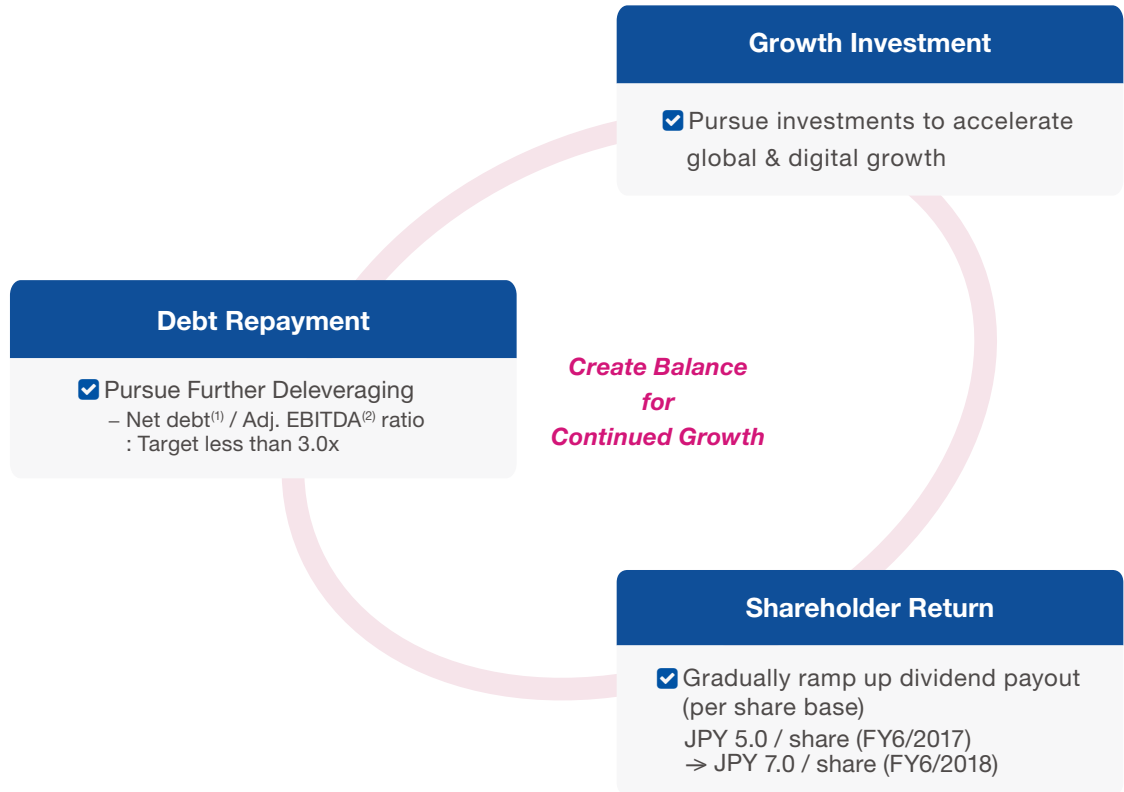 Growth Investment
Pursue investments to accelerate
global & digital growth
Debt Repayment
Pursue Further Deleveraging
– Net debt(1) / Adj. EBITDA(2) ratio
: Target less than 3.0x
Create Balance
for
Continued Growth
Shareholder Return
Gradually ramp up dividend payout
(per share base)
JPY 5.0 / share (FY6/2017)
→ JPY 7.0 / share (FY6/2018)